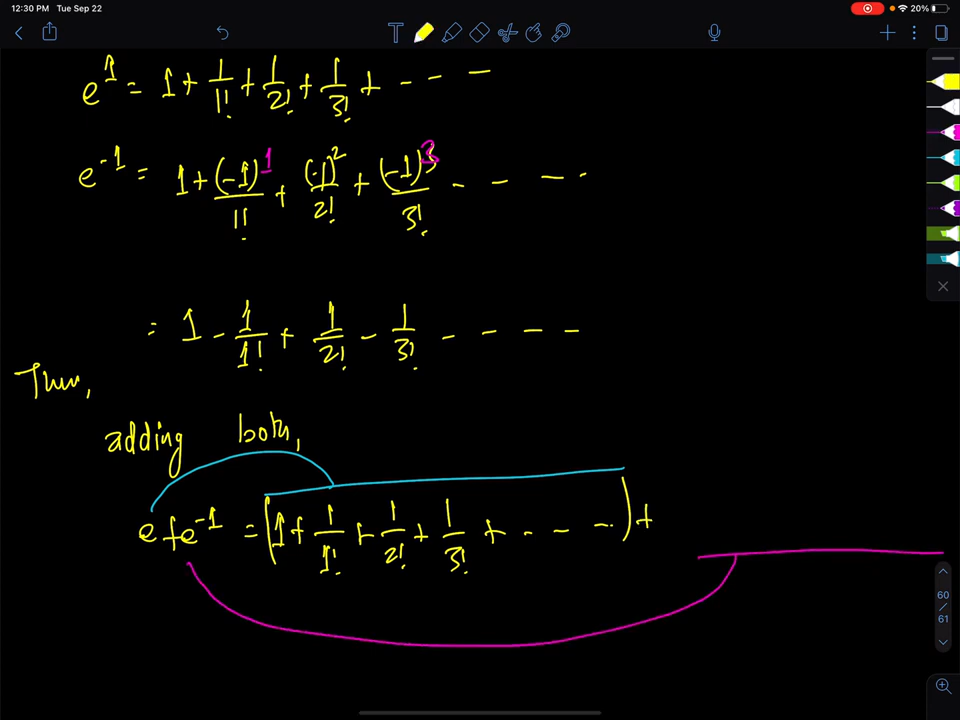 12:30 PM Tue Sep 22
20%
e^1 = 1 + 1/1! + 1/2! + 1/3! + - - -
e^-1 = 1 + (-1)^1/1! + (-1)^2/2! + (-1)^3/3! - - - -
= 1 - 1/1! + 1/2! - 1/3! - - - -
Then,
adding both,
e + e^-1 = (1 + 1/1! + 1/2! + 1/3! + - - -) +
60
/
61